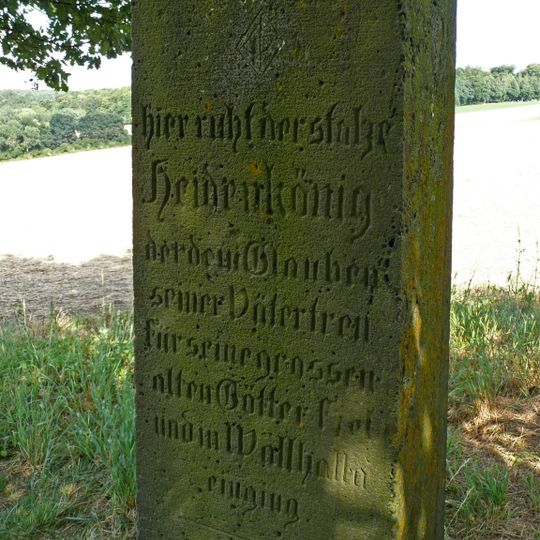 hier ruht der stolze
Heidenkönig
der dem Glauben
seiner Väter treu
für seine grossen
alten Götter fiel
und in Wallhalla
einging